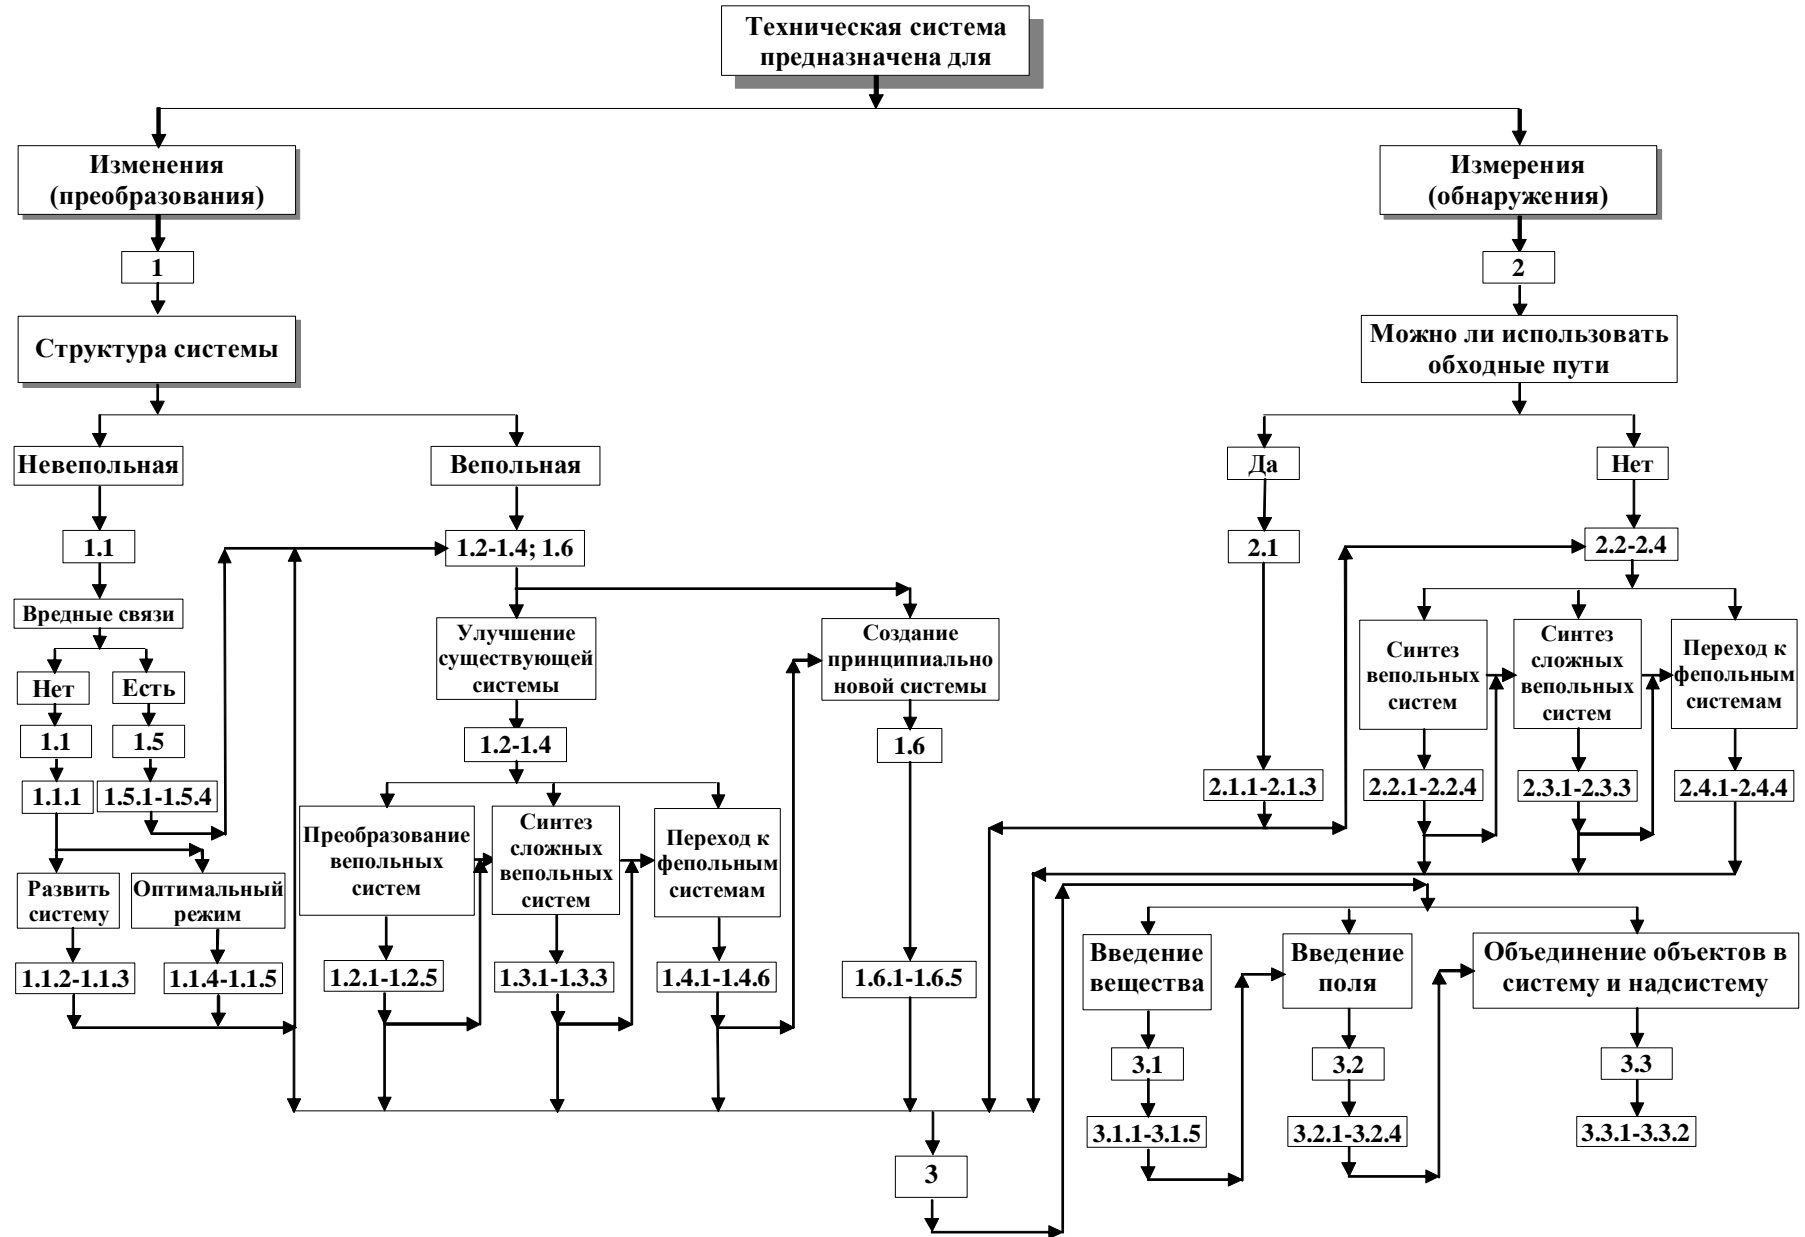 Техническая система
предназначена для
Изменения
(преобразования)
Измерения
(обнаружения)
1
2
Структура системы
Можно ли использовать
обходные пути
Невепольная
Вепольная
Да
Нет
1.1
1.2-1.4; 1.6
2.1
2.2-2.4
Вредные связи
Нет
Есть
1.1
1.5
1.1.1
1.5.1-1.5.4
Развить
систему
Оптимальный
режим
1.1.2-1.1.3
1.1.4-1.1.5
Улучшение
существующей
системы
Создание
принципиально
новой системы
1.2-1.4
1.6
Преобразование
вепольных
систем
Синтез
сложных
вепольных
систем
Переход к
фепольным
системам
1.2.1-1.2.5
1.3.1-1.3.3
1.4.1-1.4.6
1.6.1-1.6.5
Синтез
вепольных
систем
Синтез
сложных
вепольных
систем
Переход к
фепольным
системам
2.1.1-2.1.3
2.2.1-2.2.4
2.3.1-2.3.3
2.4.1-2.4.4
Введение
вещества
Введение
поля
Объединение объектов в
систему и надсистему
3.1
3.2
3.3
3.1.1-3.1.5
3.2.1-3.2.4
3.3.1-3.3.2
3